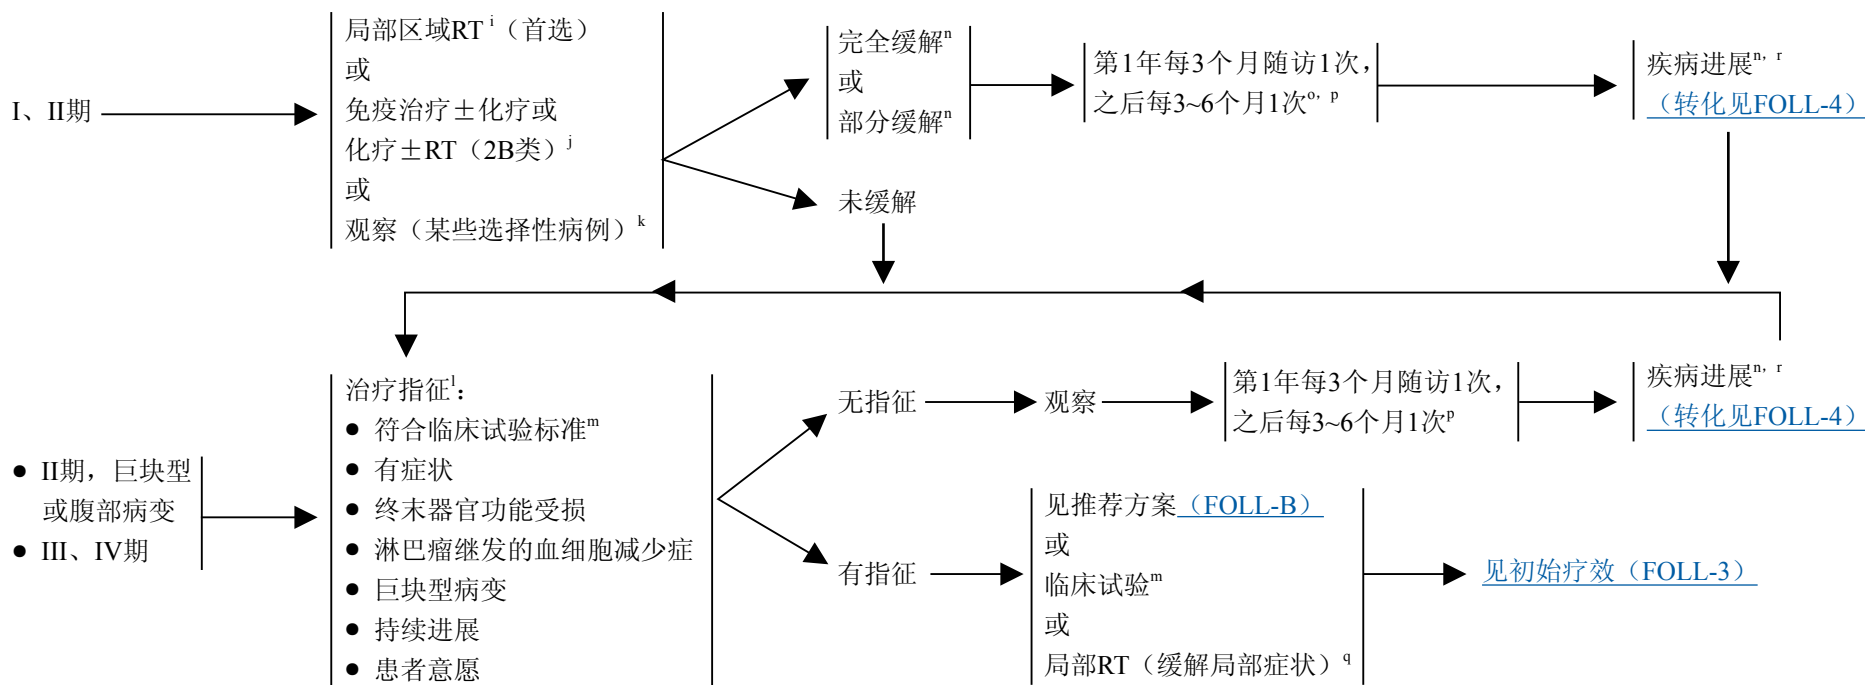 I、II期
局部区域RT i（首选）
或
免疫治疗±化疗或
化疗±RT（2B类）j
或
观察（某些选择性病例）k
完全缓解n
或
部分缓解n
未缓解
第1年每3个月随访1次，
之后每3~6个月1次o, p
疾病进展n, r
（转化见FOLL-4）
● II期，巨块型
或腹部病变
● III、IV期
治疗指征l：
● 符合临床试验标准m
● 有症状
● 终末器官功能受损
● 淋巴瘤继发的血细胞减少症
● 巨块型病变
● 持续进展
● 患者意愿
无指征
观察
第1年每3个月随访1次，
之后每3~6个月1次p
疾病进展n, r
（转化见FOLL-4）
有指征
见推荐方案（FOLL-B）
或
临床试验m
或
局部RT（缓解局部症状）q
见初始疗效（FOLL-3）